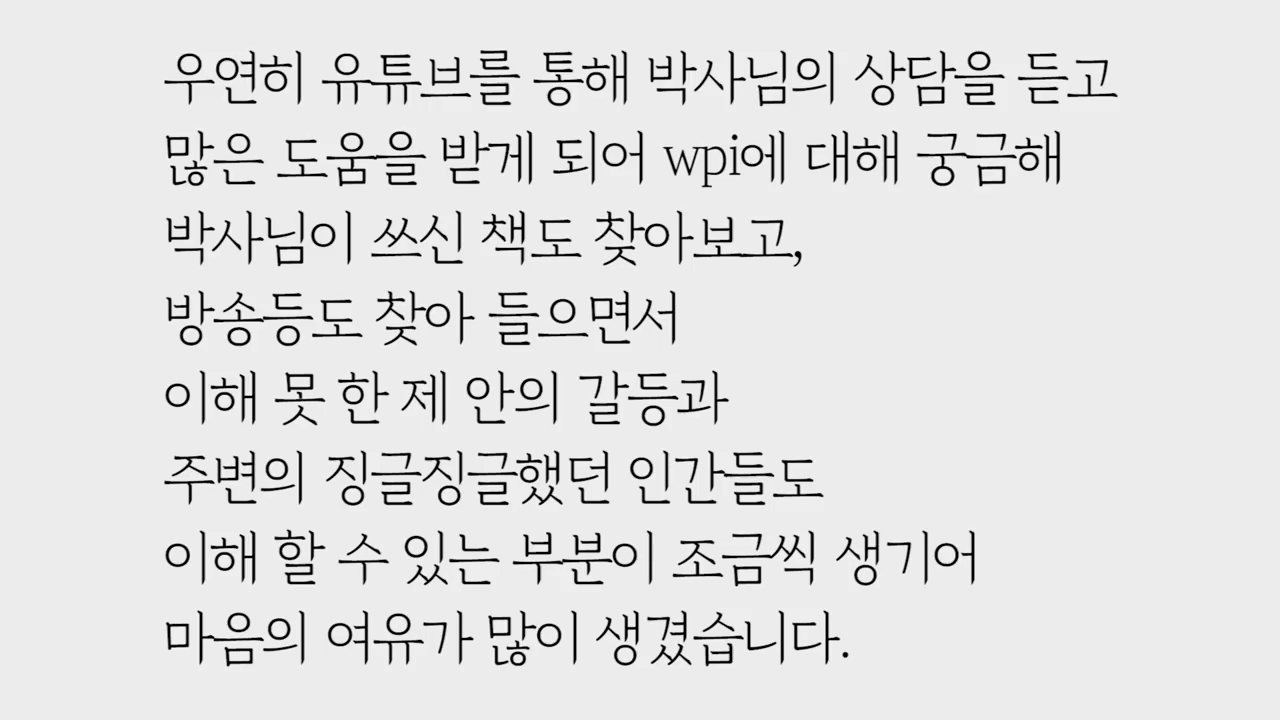 우연히 유튜브를 통해 박사님의 상담을 듣고
많은 도움을 받게 되어 wpi에 대해 궁금해
박사님이 쓰신 책도 찾아보고,
방송등도 찾아 들으면서
이해 못 한 제 안의 갈등과
주변의 징글징글했던 인간들도
이해 할 수 있는 부분이 조금씩 생기어
마음의 여유가 많이 생겼습니다.